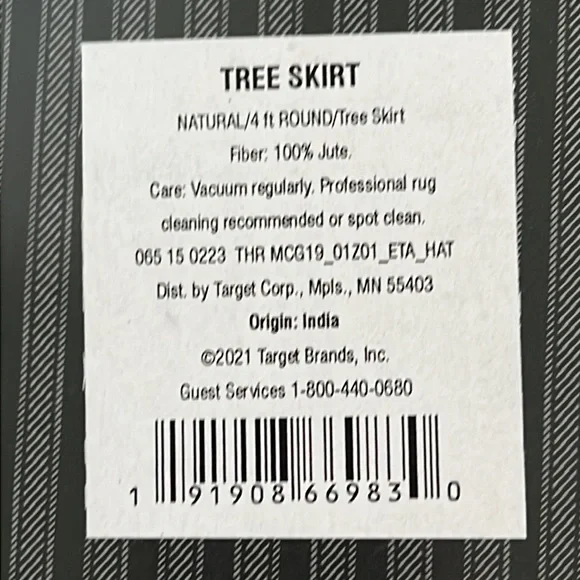 TREE SKIRT
NATURAL/4 ft ROUND/Tree Skirt
Fiber: 100% Jute.
Care: Vacuum regularly. Professional rug
cleaning recommended or spot clean.
065 15 0223 THR MCG19_01Z01_ETA_HAT
Dist. by Target Corp., Mpls., MN 55403
Origin: India
©2021 Target Brands, Inc.
Guest Services 1-800-440-0680
1 91908 66983 0